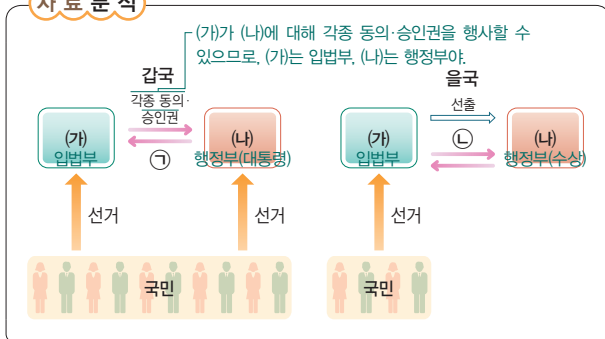 자 료 분 석
(가)가 (나)에 대해 각종 동의·승인권을 행사할 수
있으므로, (가)는 입법부, (나)는 행정부야.
갑국
각종 동의·
승인권
(가)
입법부
㉠
(나)
행정부(대통령)
선거
선거
국민
을국
선출
(가)
입법부
㉡
(나)
행정부(수상)
선거
국민